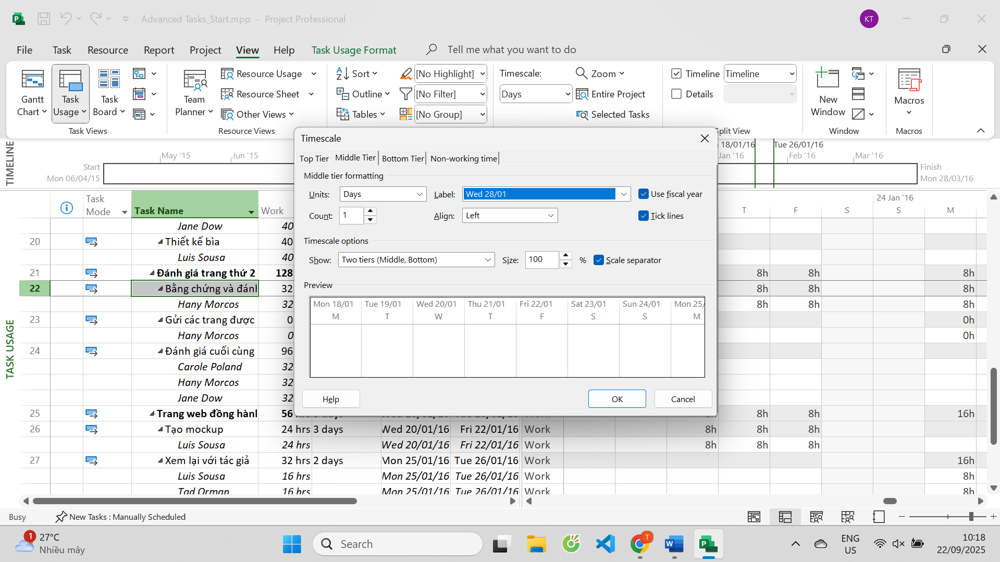 Advanced Tasks_Start.mpp - Project Professional
KT
File Task Resource Report Project View Help Task Usage Format Tell me what you want to do
Gantt Chart
Task Usage
Task Board
Task Views
Team Planner
Resource Usage
Resource Sheet
Other Views
Resource Views
Sort
Outline
Tables
[No Highlight]
[No Filter]
[No Group]
Timescale:
Days
Zoom
Entire Project
Selected Tasks
Timeline Timeline
Details
Split View
New Window
Window
Macros
Macros
TIMELINE
Start
Mon 06/04/15
May '15 Jun '15
18/01/16 Tue 26/01/16
Jan '16 Feb '16 Mar '16
Finish
Mon 28/03/16
TASK USAGE
Task Mode Task Name Work
24 Jan '16
T F S S M
Jane Dow 40
20 Thiết kế bìa 40
Luis Sousa 40
21 Đánh giá trang thứ 2 128 8h 8h 8h
22 Bằng chứng và đánh 32 8h 8h 8h
Hany Morcos 32 8h 8h 8h
23 Gửi các trang được 0 0h
Hany Morcos 0 0h
24 Đánh giá cuối cùng 96
Carole Poland 32
Hany Morcos 32
Jane Dow 32
25 Trang web đồng hành 56 8h 8h 16h
26 Tạo mockup 24 hrs 3 days Wed 20/01/16 Fri 22/01/16 Work 8h 8h 8h
Luis Sousa 24 hrs Wed 20/01/16 Fri 22/01/16 Work 8h 8h 8h
27 Xem lại với tác giả 32 hrs 2 days Mon 25/01/16 Tue 26/01/16 Work 16h
Luis Sousa 16 hrs Mon 25/01/16 Tue 26/01/16 Work 8h
Tad Orman 16 hrs Mon 25/01/16 Tue 26/01/16 Work 8h
Timescale
Top Tier Middle Tier Bottom Tier Non-working time
Middle tier formatting
Units: Days Label: Wed 28/01 Use fiscal year
Count: 1 Align: Left Tick lines
Timescale options
Show: Two tiers (Middle, Bottom) Size: 100 % Scale separator
Preview
Mon 18/01 Tue 19/01 Wed 20/01 Thu 21/01 Fri 22/01 Sat 23/01 Sun 24/01 Mon 25/
M T W T F S S M
Help OK Cancel
Busy New Tasks : Manually Scheduled
1 27°C
Nhiều mây
Search
T
ENG
US
10:18
22/09/2025